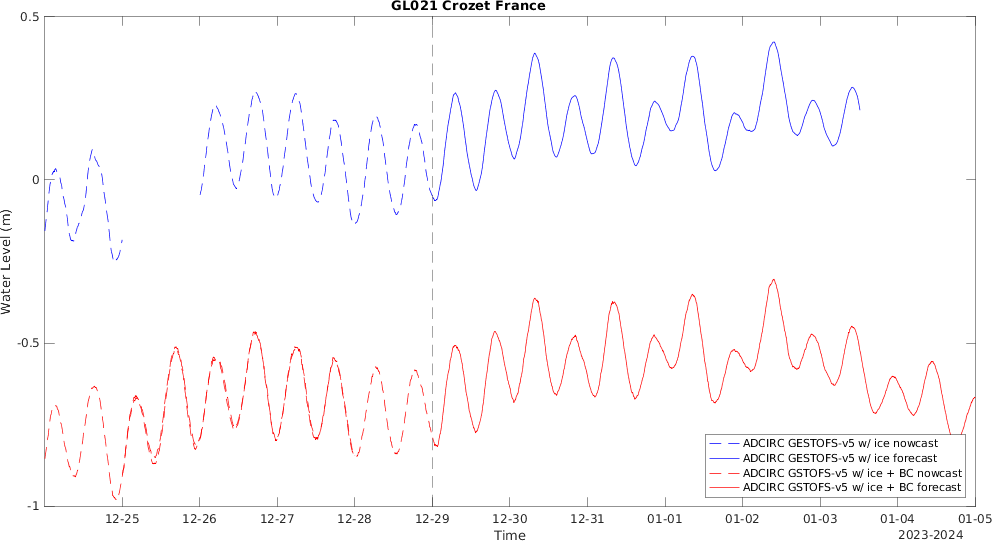 GL021 Crozet France
0.5
0
-0.5
-1
Water Level (m)
12-25 12-26 12-27 12-28 12-29 12-30 12-31 01-01 01-02 01-03 01-04 01-05
Time
2023-2024
ADCIRC GESTOFS-v5 w/ ice nowcast
ADCIRC GESTOFS-v5 w/ ice forecast
ADCIRC GSTOFS-v5 w/ ice + BC nowcast
ADCIRC GSTOFS-v5 w/ ice + BC forecast